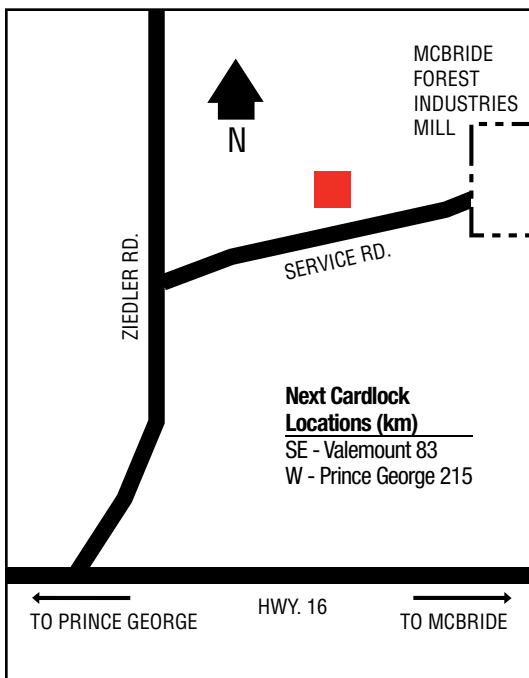 MCBRIDE
FOREST
INDUSTRIES
MILL
N
ZIEDLER RD.
SERVICE RD.
Next Cardlock
Locations (km)
SE - Valemount 83
W - Prince George 215
HWY. 16
TO PRINCE GEORGE
TO MCBRIDE